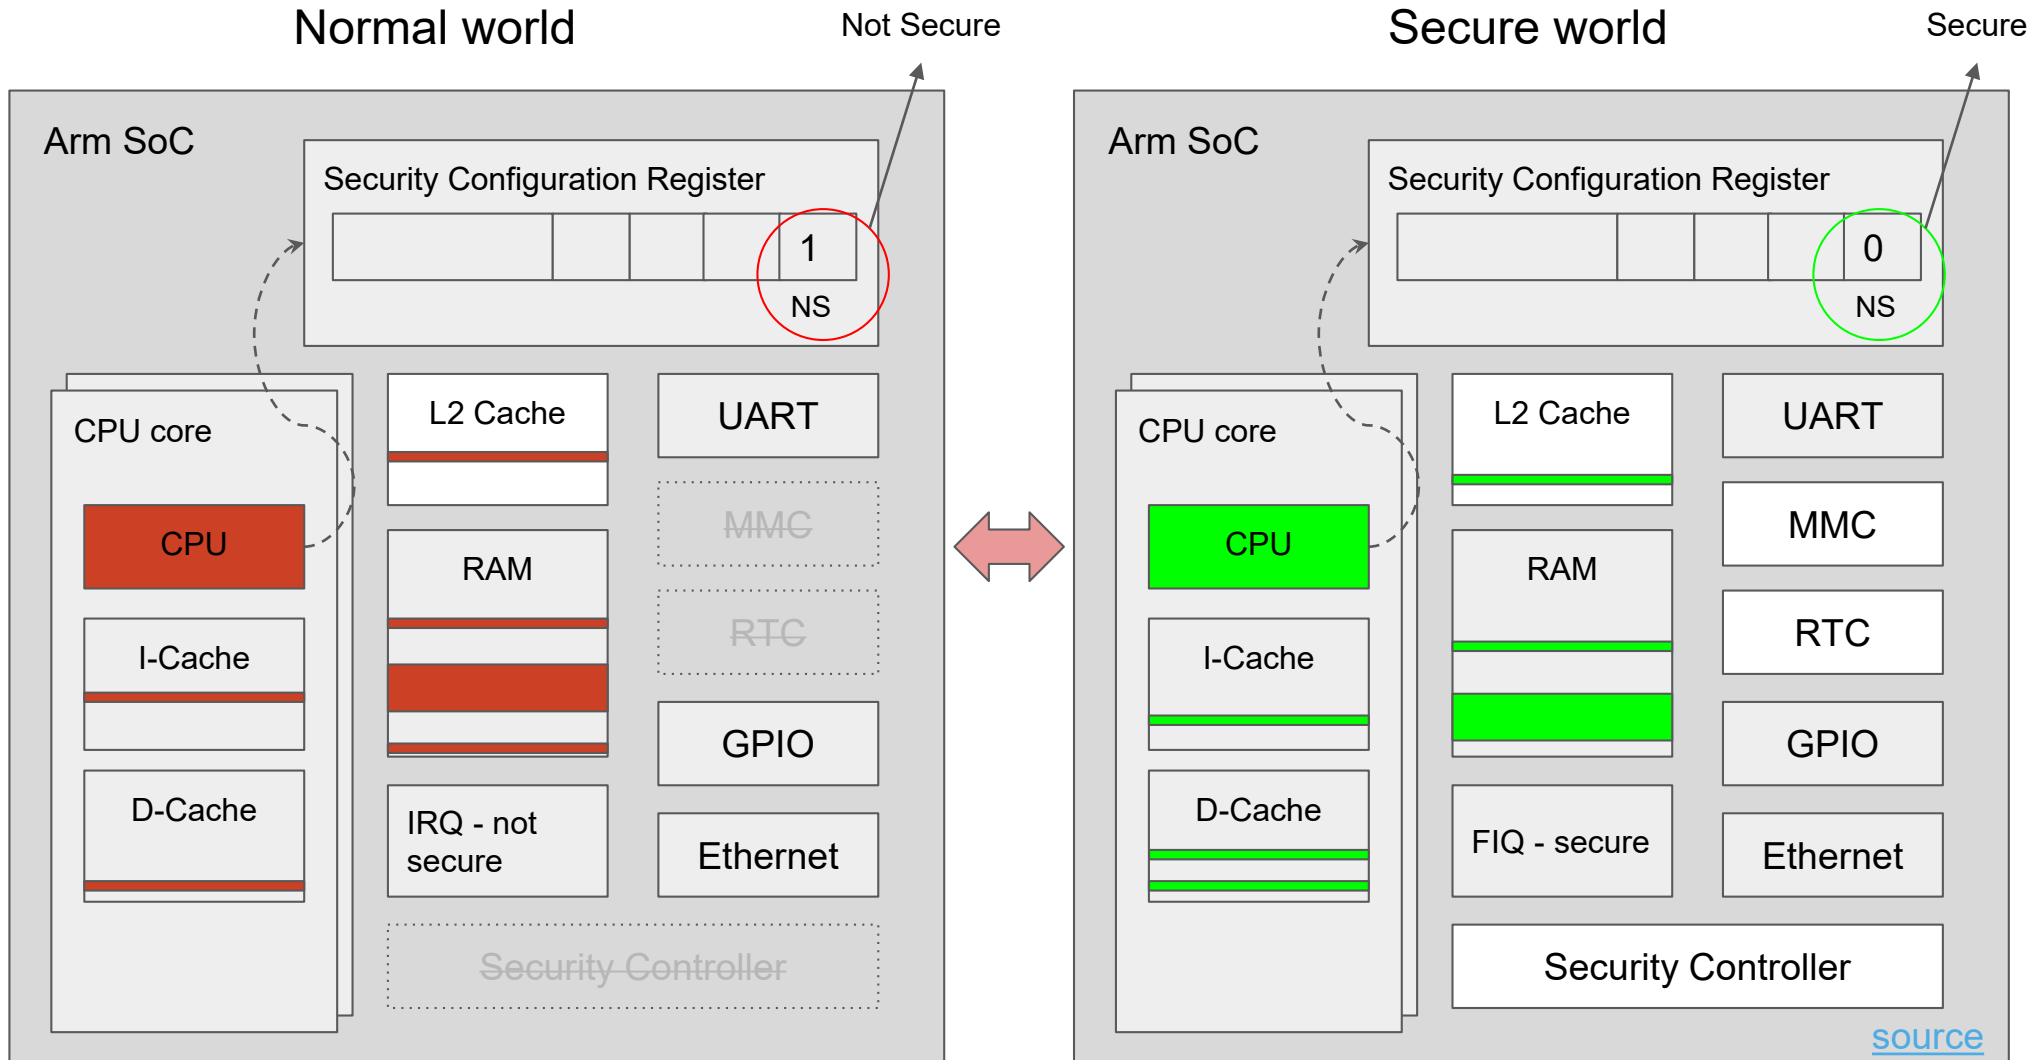 Normal world
Not Secure
Secure world
Secure
Arm SoC
Security Configuration Register
1
NS
CPU core
CPU
I-Cache
D-Cache
L2 Cache
RAM
IRQ - not
secure
UART
MMC
RTC
GPIO
Ethernet
Security Controller
Arm SoC
Security Configuration Register
0
NS
CPU core
CPU
I-Cache
D-Cache
L2 Cache
RAM
FIQ - secure
UART
MMC
RTC
GPIO
Ethernet
Security Controller
source